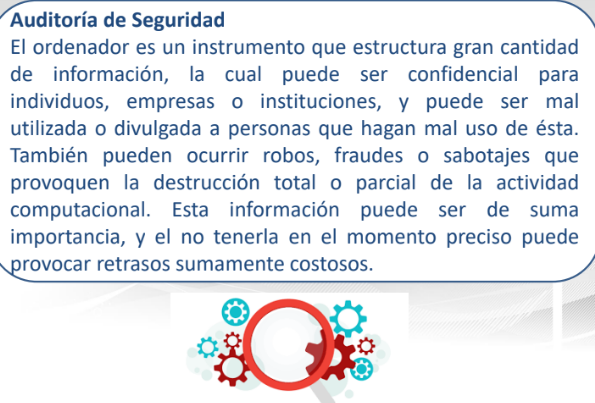 Auditoría de Seguridad
El ordenador es un instrumento que estructura gran cantidad
de información, la cual puede ser confidencial para
individuos, empresas o instituciones, y puede ser mal
utilizada o divulgada a personas que hagan mal uso de ésta.
También pueden ocurrir robos, fraudes o sabotajes que
provoquen la destrucción total o parcial de la actividad
computacional. Esta información puede ser de suma
importancia, y el no tenerla en el momento preciso puede
provocar retrasos sumamente costosos.